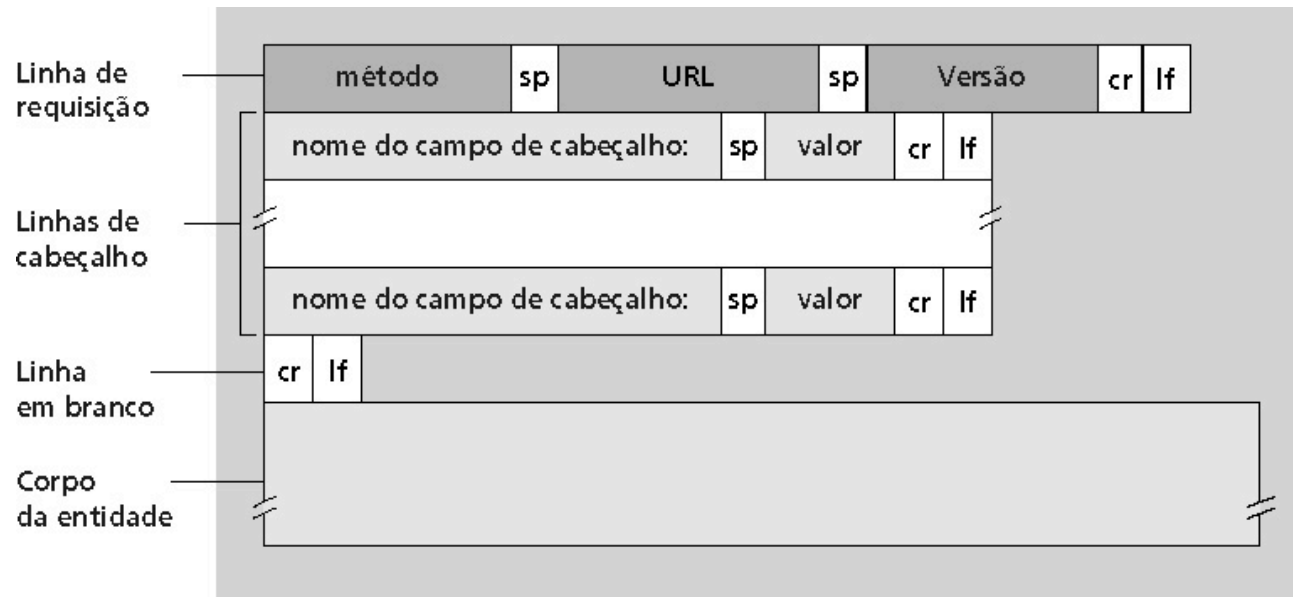 Linha de
requisição
método sp URL sp Versão cr lf
nome do campo de cabeçalho: sp valor cr lf
Linhas de
cabeçalho
nome do campo de cabeçalho: sp valor cr lf
Linha
em branco
cr lf
Corpo
da entidade